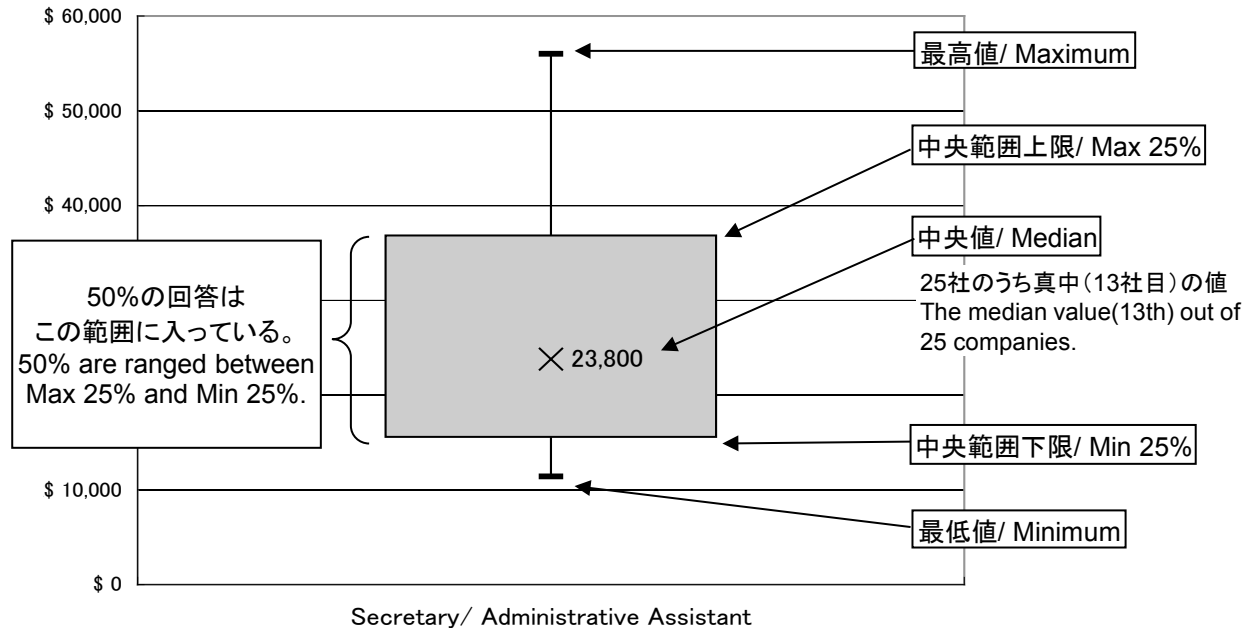 $ 60,000
$ 50,000
$ 40,000
$ 10,000
$ 0
最高値/ Maximum
中央範囲上限/ Max 25%
中央値/ Median
25社のうち真中(13社目)の値
The median value(13th) out of
25 companies.
50%の回答は
この範囲に入っている。
50% are ranged between
Max 25% and Min 25%.
23,800
中央範囲下限/ Min 25%
最低値/ Minimum
Secretary/ Administrative Assistant